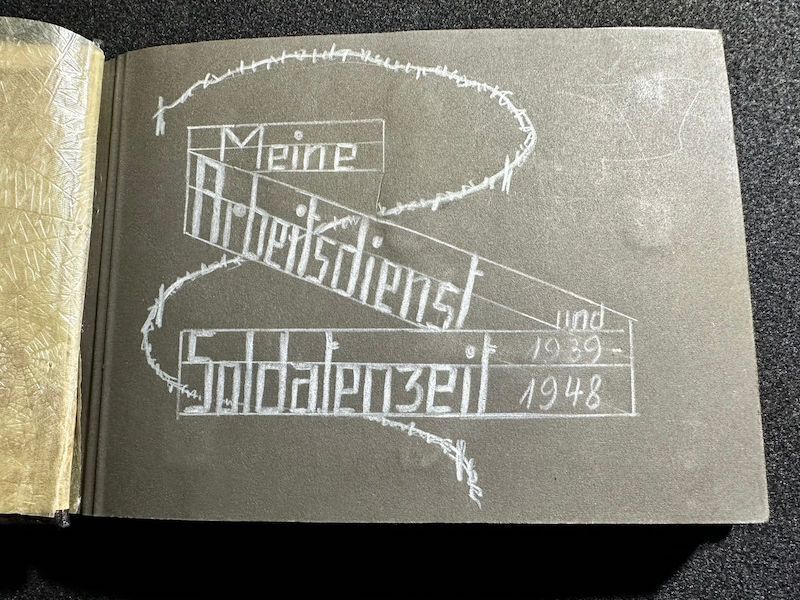 Meine
Arbeitsdienst
und
Soldatenzeit 1939-
1948